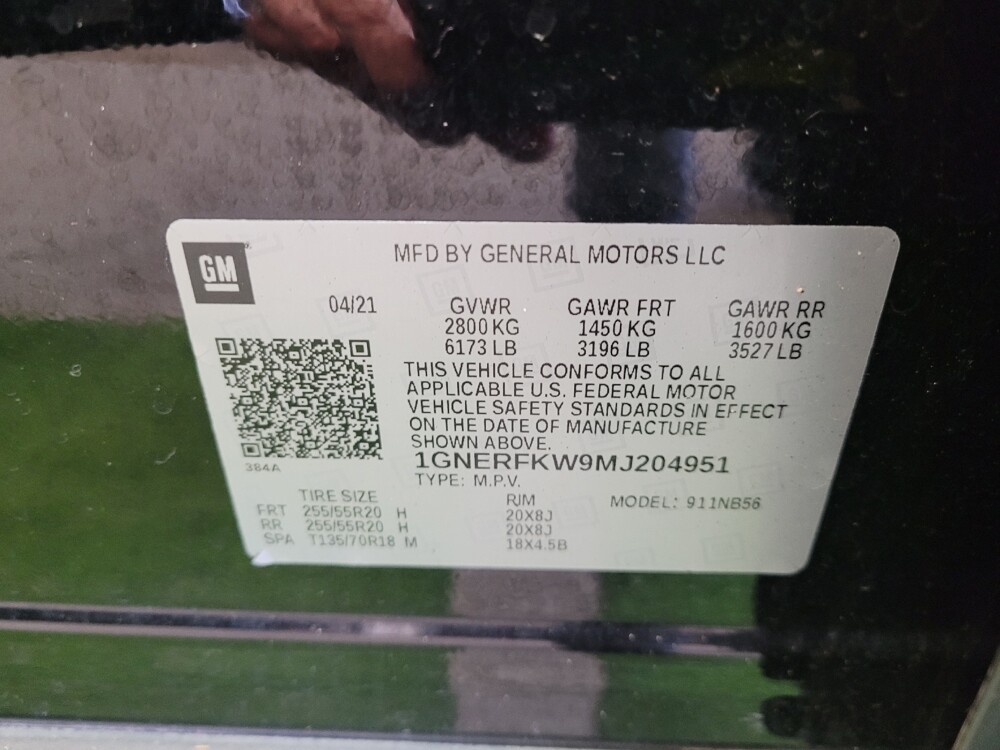 GM
MFD BY GENERAL MOTORS LLC
04/21 GVWR GAWR FRT GAWR RR
2800 KG 1450 KG 1600 KG
6173 LB 3196 LB 3527 LB
THIS VEHICLE CONFORMS TO ALL
APPLICABLE U.S. FEDERAL MOTOR
VEHICLE SAFETY STANDARDS IN EFFECT
ON THE DATE OF MANUFACTURE
SHOWN ABOVE.
384A
1GNERFKW9MJ204951
TYPE: M.P.V.
TIRE SIZE RIM MODEL: 911NB56
FRT 255/55R20 H 20X8J
RR 255/55R20 H 20X8J
SPA T135/70R18 M 18X4.5B